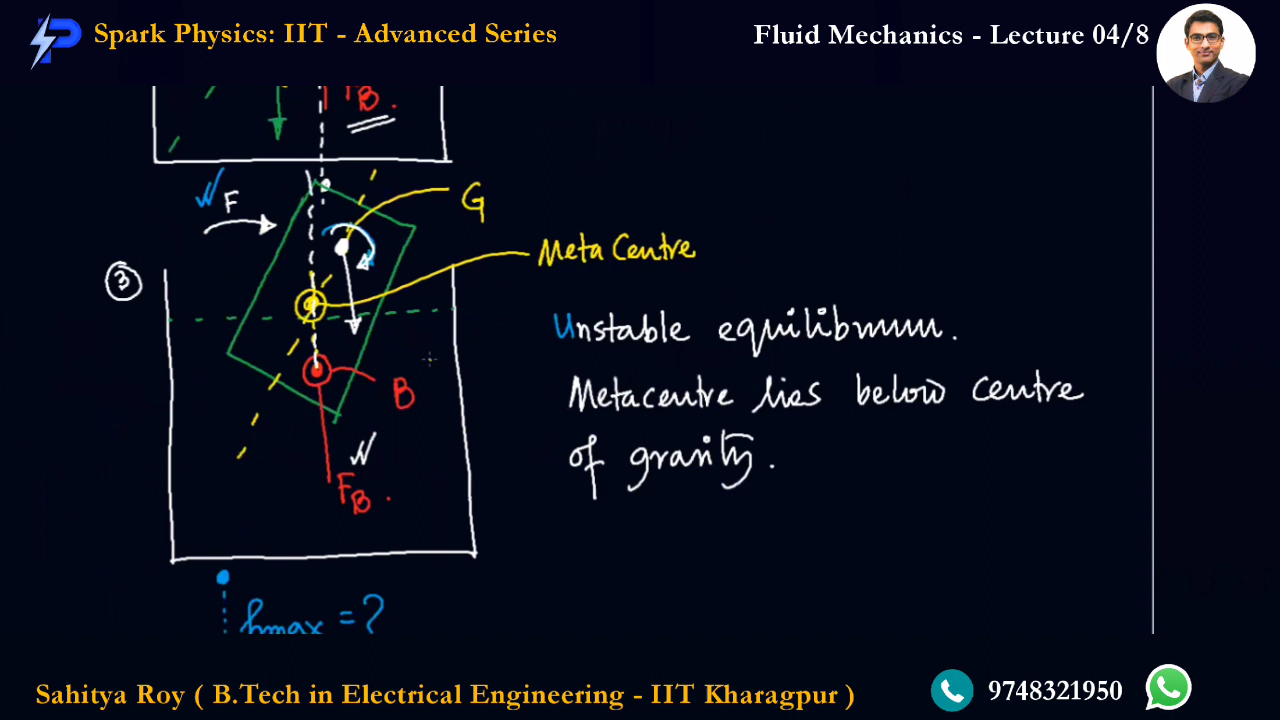 Spark Physics: IIT - Advanced Series
Fluid Mechanics - Lecture 04/8
B.
F
G
3
Meta Centre
Unstable equilibrium.
Metacentre lies below centre
of gravity.
B
FB.
hmax = ?
Sahitya Roy ( B.Tech in Electrical Engineering - IIT Kharagpur )
9748321950